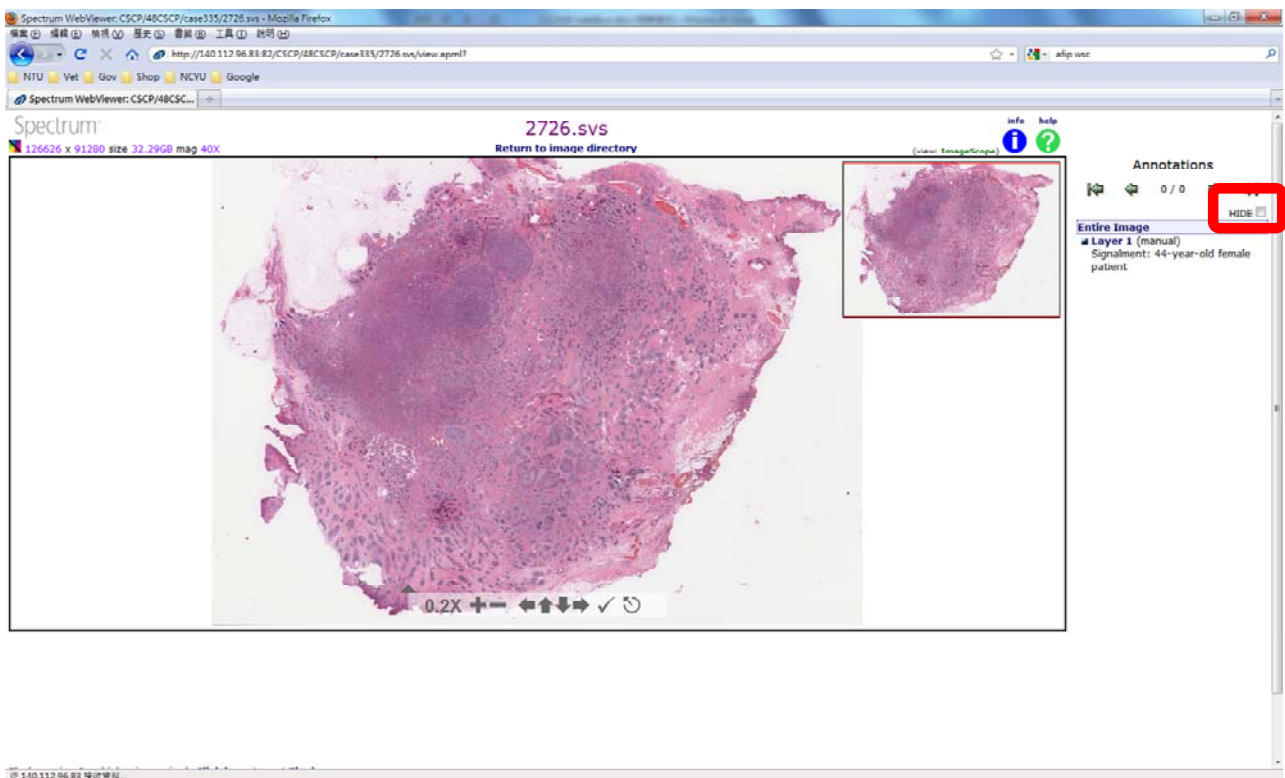 Spectrum WebViewer: CSCP/48CSCP/case335/2726.svs - Mozilla Firefox
檔案(F) 編輯(E) 檢視(V) 歷史(S) 書籤(B) 工具(T) 說明(H)
http://140.112.96.83:82/CSCP/48CSCP/case335/2726.svs/view.apml?
afip wsc
NTU Vet Gov Shop NCYU Google
Spectrum WebViewer: CSCP/48CSC...
Spectrum
2726.svs
info help
126626 x 91280 size 32.29GB mag 40X
Return to image directory
(view: ImageScope)
Annotations
0 / 0
HIDE
Entire Image
Layer 1 (manual)
Signalment: 44-year-old female
patient
0.2X
140.112.96.83